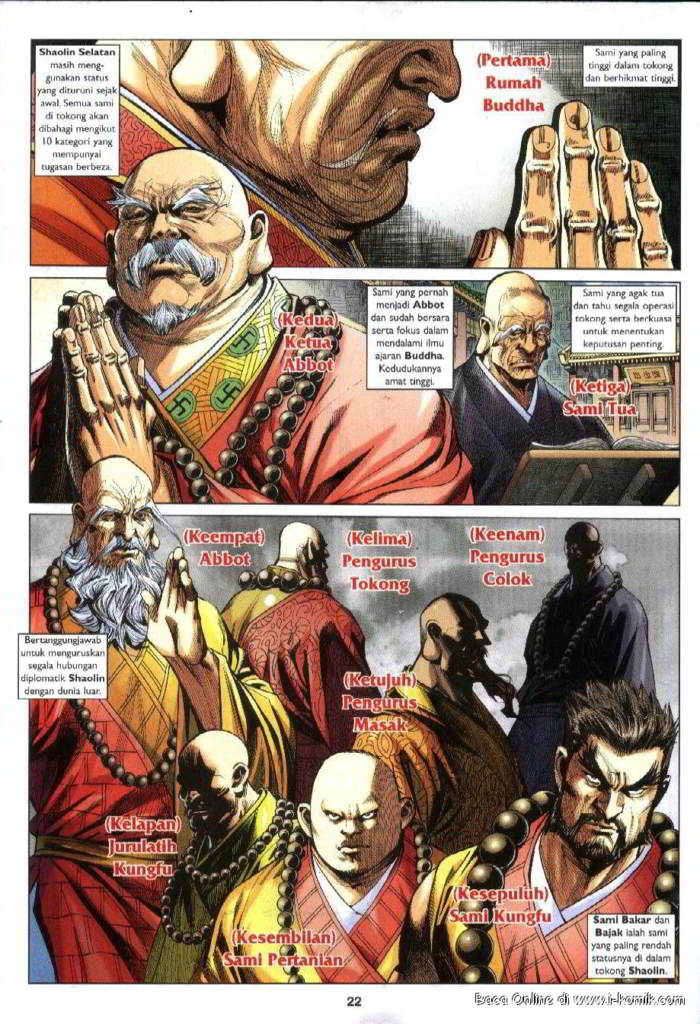 Shaolin Selatan
masih meng-
gunakan status
yang dituruni sejak
awal. Semua sami
di tokong akan
dibahagi mengikut
10 kategori yang
mempunyai
tugasan berbeza.
(Pertama)
Rumah
Buddha
Sami yang paling
tinggi dalam tokong
dan berhikmat tinggi.
(Kedua)
Ketua
Abbot
Sami yang pernah
menjadi Abbot
dan sudah bersara
serta fokus dalam
mendalami ilmu
ajaran Buddha.
Kedudukannya
amat tinggi.
Sami yang agak tua
dan tahu segala operasi
tokong serta berkuasa
untuk menentukan
keputusan penting.
(Ketiga)
Sami Tua
(Keempat)
Abbot
(Kelima)
Pengurus
Tokong
(Keenam)
Pengurus
Colok
Bertanggungjawab
untuk menguruskan
segala hubungan
diplomatik Shaolin
dengan dunia luar.
(Ketujuh)
Pengurus
Masak
(Kelapan)
Jurulatih
Kungfu
(Kesembilan)
Sami Pertanian
(Kesepuluh)
Sami Kungfu
Sami Bakar dan
Bajak ialah sami
yang paling rendah
statusnya di dalam
tokong Shaolin.
22
Baca Online di www.i-komik.com